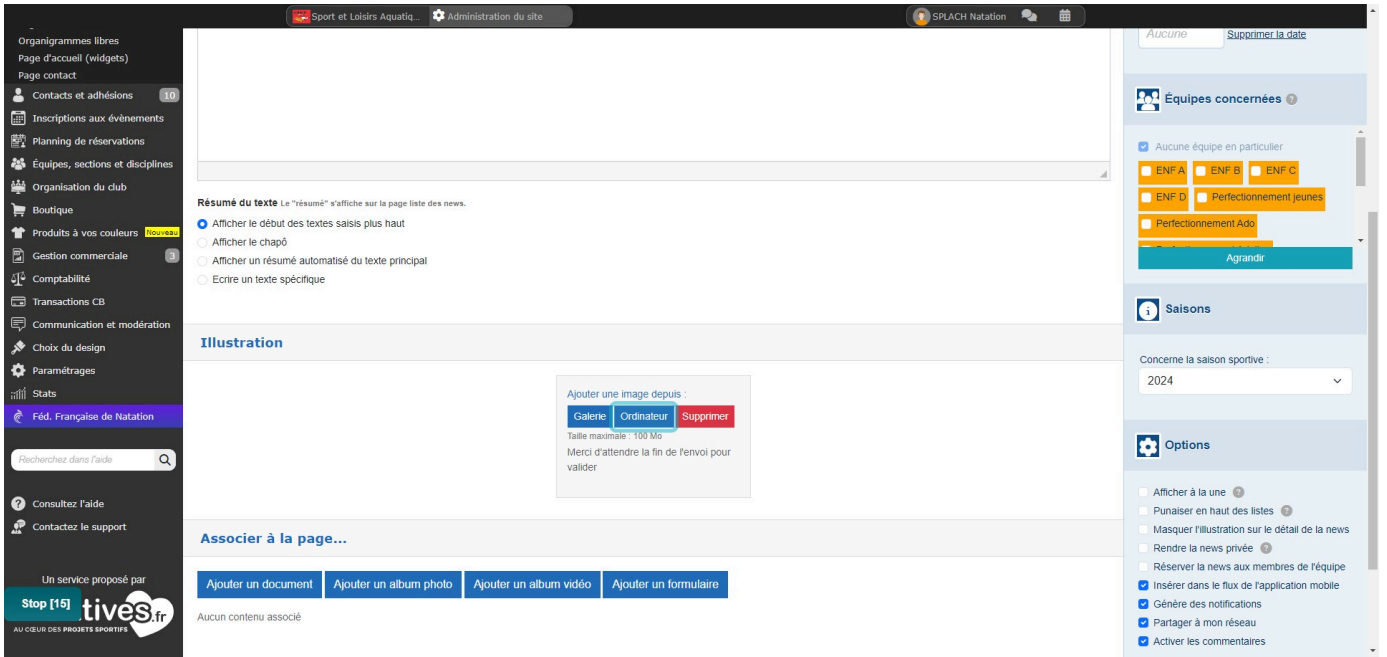 Sport et Loisirs Aquatiq...
Administration du site
SPLACH Natation
Organigrammes libres
Page d'accueil (widgets)
Page contact
Contacts et adhésions 10
Inscriptions aux évènements
Planning de réservations
Équipes, sections et disciplines
Organisation du club
Boutique
Produits à vos couleurs Nouveau
Gestion commerciale 3
Comptabilité
Transactions CB
Communication et modération
Choix du design
Paramétrages
Stats
Féd. Française de Natation
Recherchez dans l'aide
Consultez l'aide
Contactez le support
Un service proposé par
Stop [15]
tives.fr
AU CŒUR DES PROJETS SPORTIFS
Résumé du texte Le "résumé" s'affiche sur la page liste des news.
Afficher le début des textes saisis plus haut
Afficher le chapô
Afficher un résumé automatisé du texte principal
Ecrire un texte spécifique
Illustration
Ajouter une image depuis :
Galerie Ordinateur Supprimer
Taille maximale : 100 Mo
Merci d'attendre la fin de l'envoi pour
valider
Associer à la page...
Ajouter un document Ajouter un album photo Ajouter un album vidéo Ajouter un formulaire
Aucun contenu associé
Aucune Supprimer la date
Équipes concernées ?
Aucune équipe en particulier
ENF A ENF B ENF C
ENF D Perfectionnement jeunes
Perfectionnement Ado
Agrandir
Saisons
Concerne la saison sportive :
2024
Options
Afficher à la une ?
Punaiser en haut des listes ?
Masquer l'illustration sur le détail de la news
Rendre la news privée ?
Réserver la news aux membres de l'équipe
Insérer dans le flux de l'application mobile
Génère des notifications
Partager à mon réseau
Activer les commentaires